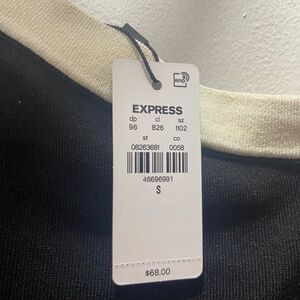 RFID
EXPRESS
dp cl sz
96 826 1102
st co
08263681 0058
46696991
S
$68.00